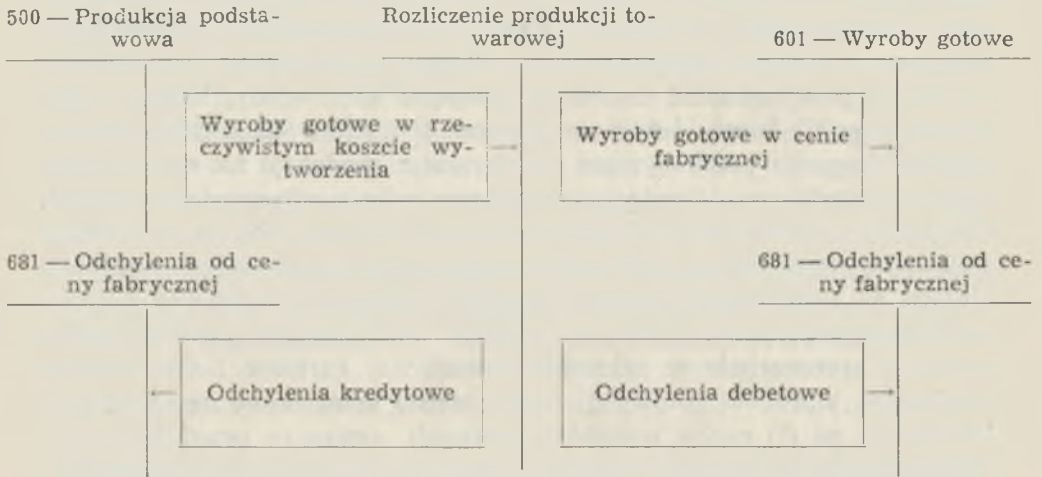 500 — Produkcja podsta-
wowa
Rozliczenie produkcji to-
warowej
601 — Wyroby gotowe
Wyroby gotowe w rze-
czywistym koszcie wy-
tworzenia
Wyroby gotowe w cenie
fabrycznej
681 — Odchylenia od ce-
ny fabrycznej
681 — Odchylenia od ce-
ny fabrycznej
Odchylenia kredytowe
Odchylenia debetowe